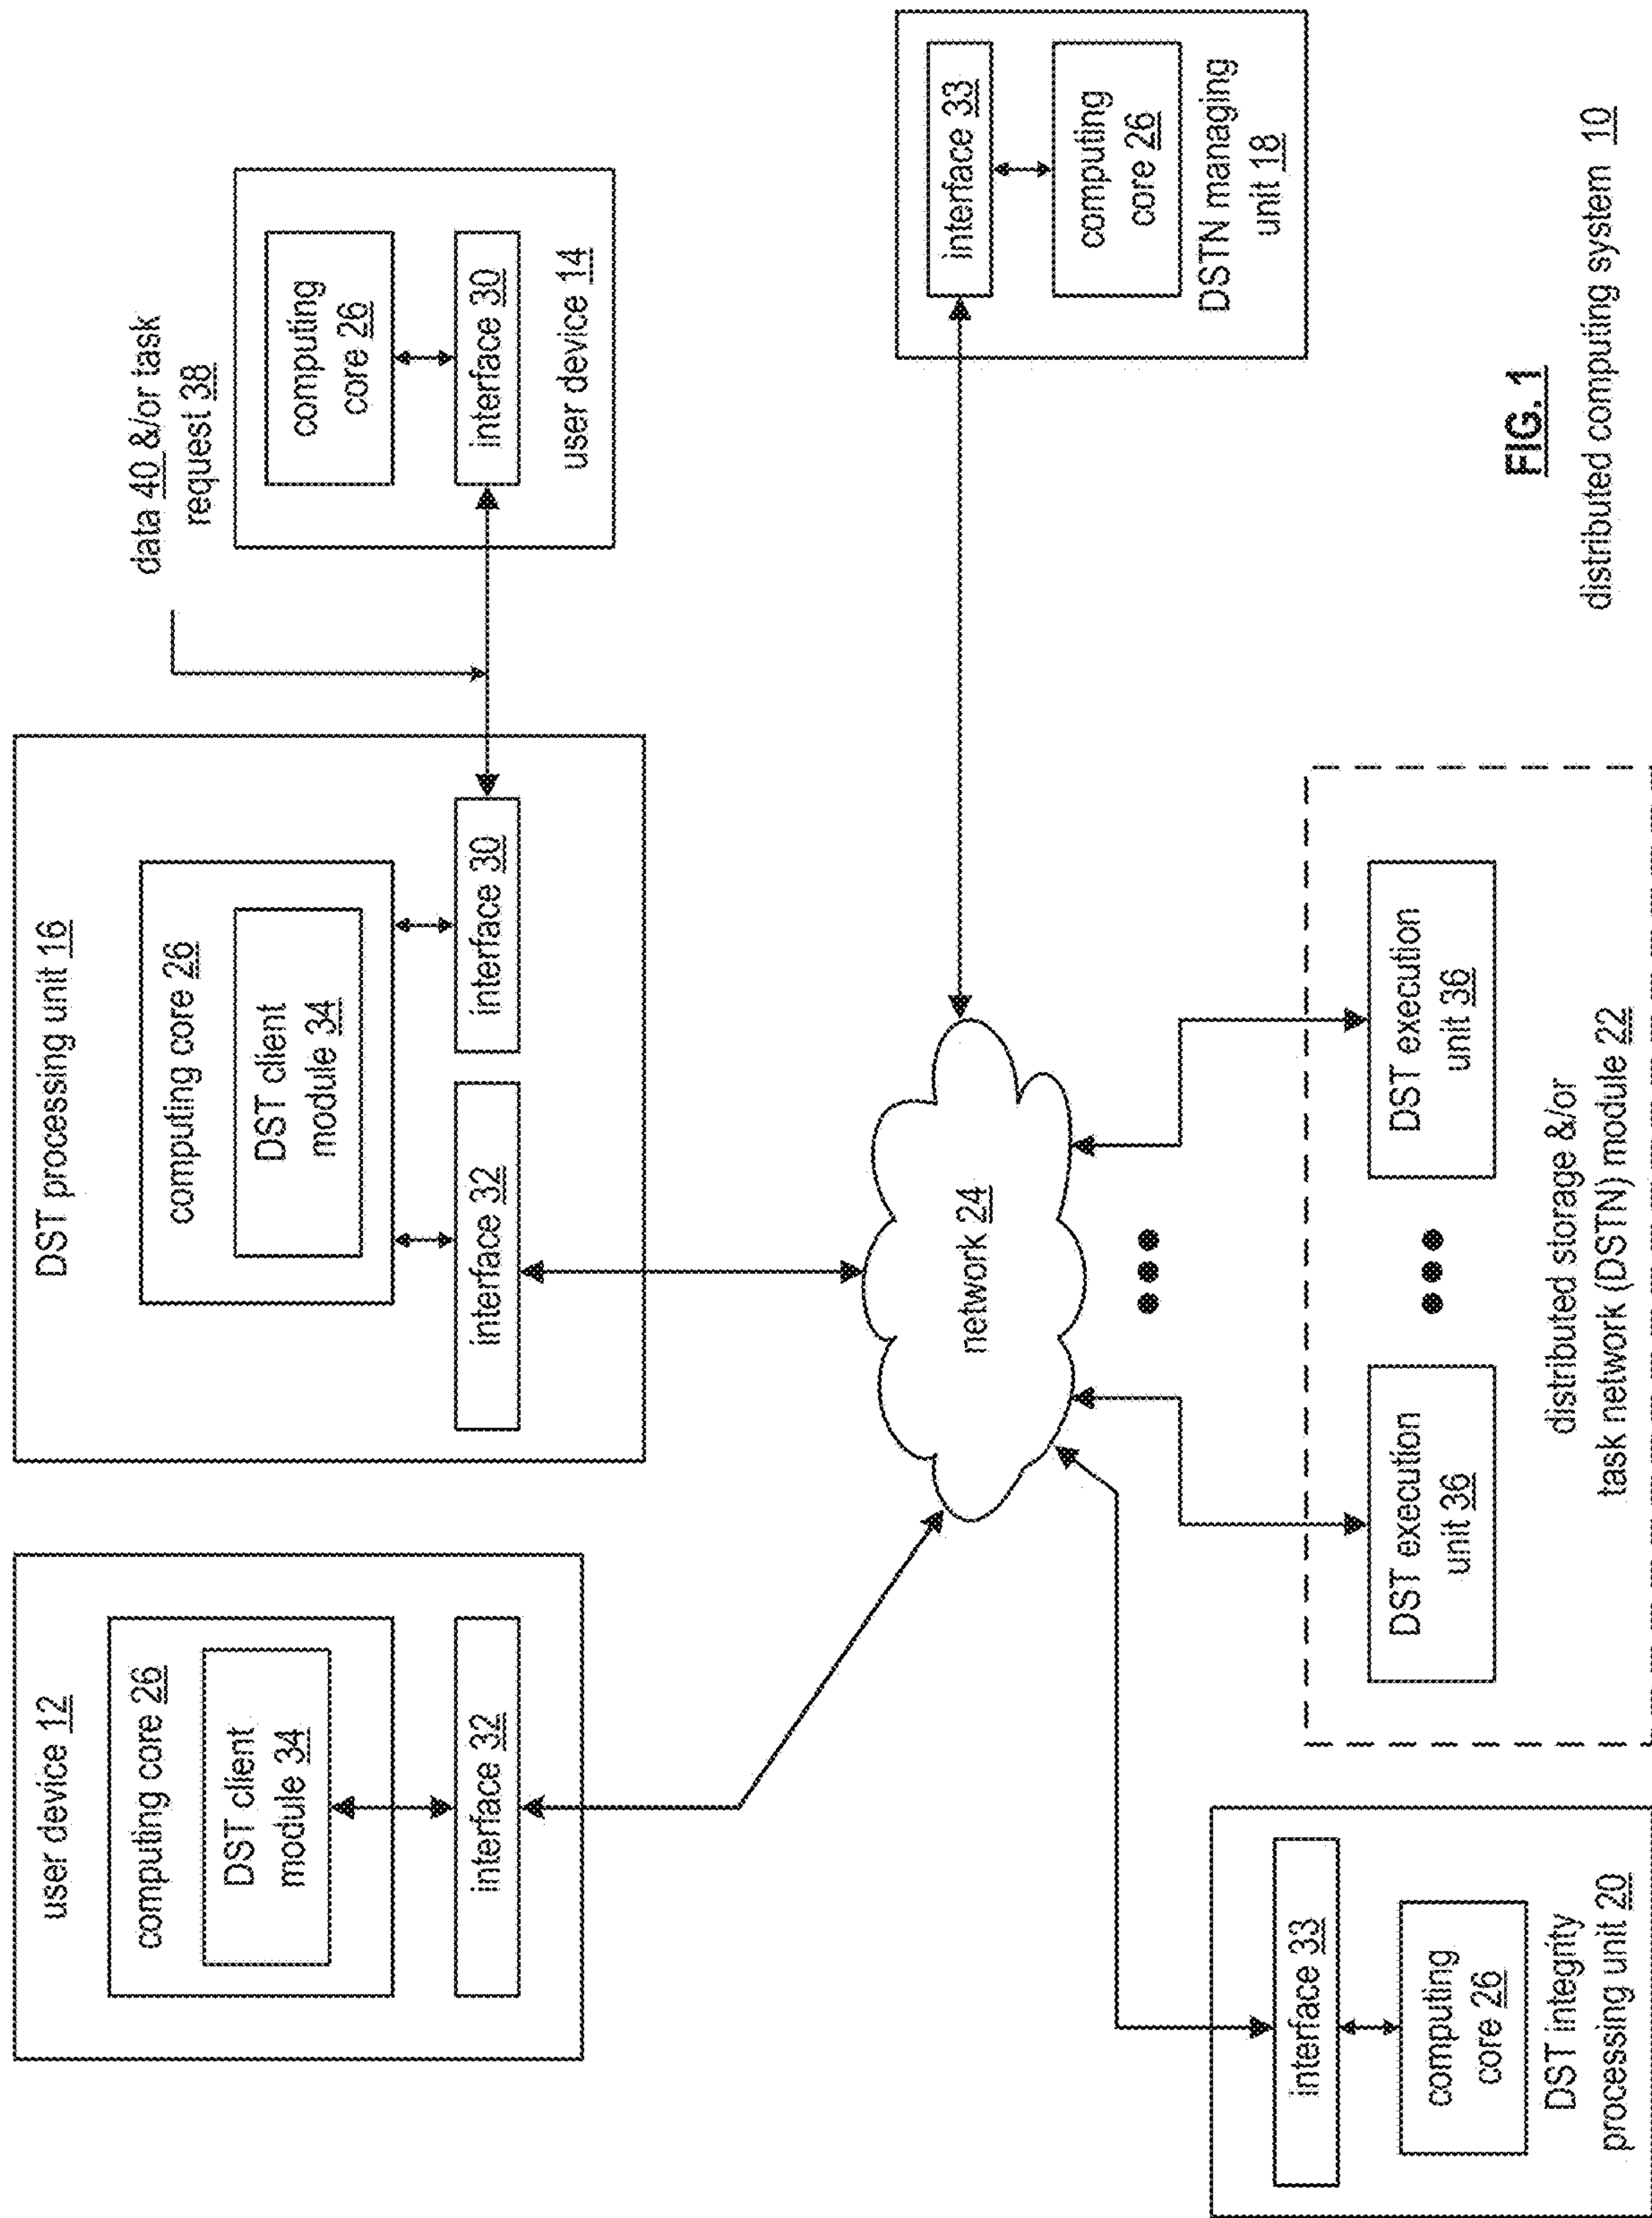 user device 12
computing core 26
DST client
module 34
interface 32
DST processing unit 16
computing core 26
DST client
module 34
interface 32
interface 30
data 40 &/or task
request 38
computing
core 26
interface 30
user device 14
network 24
interface 33
computing
core 26
DSTN managing
unit 18
interface 33
computing
core 26
DST integrity
processing unit 20
DST execution
unit 36
DST execution
unit 36
distributed storage &/or
task network (DSTN) module 22
FIG. 1
distributed computing system 10